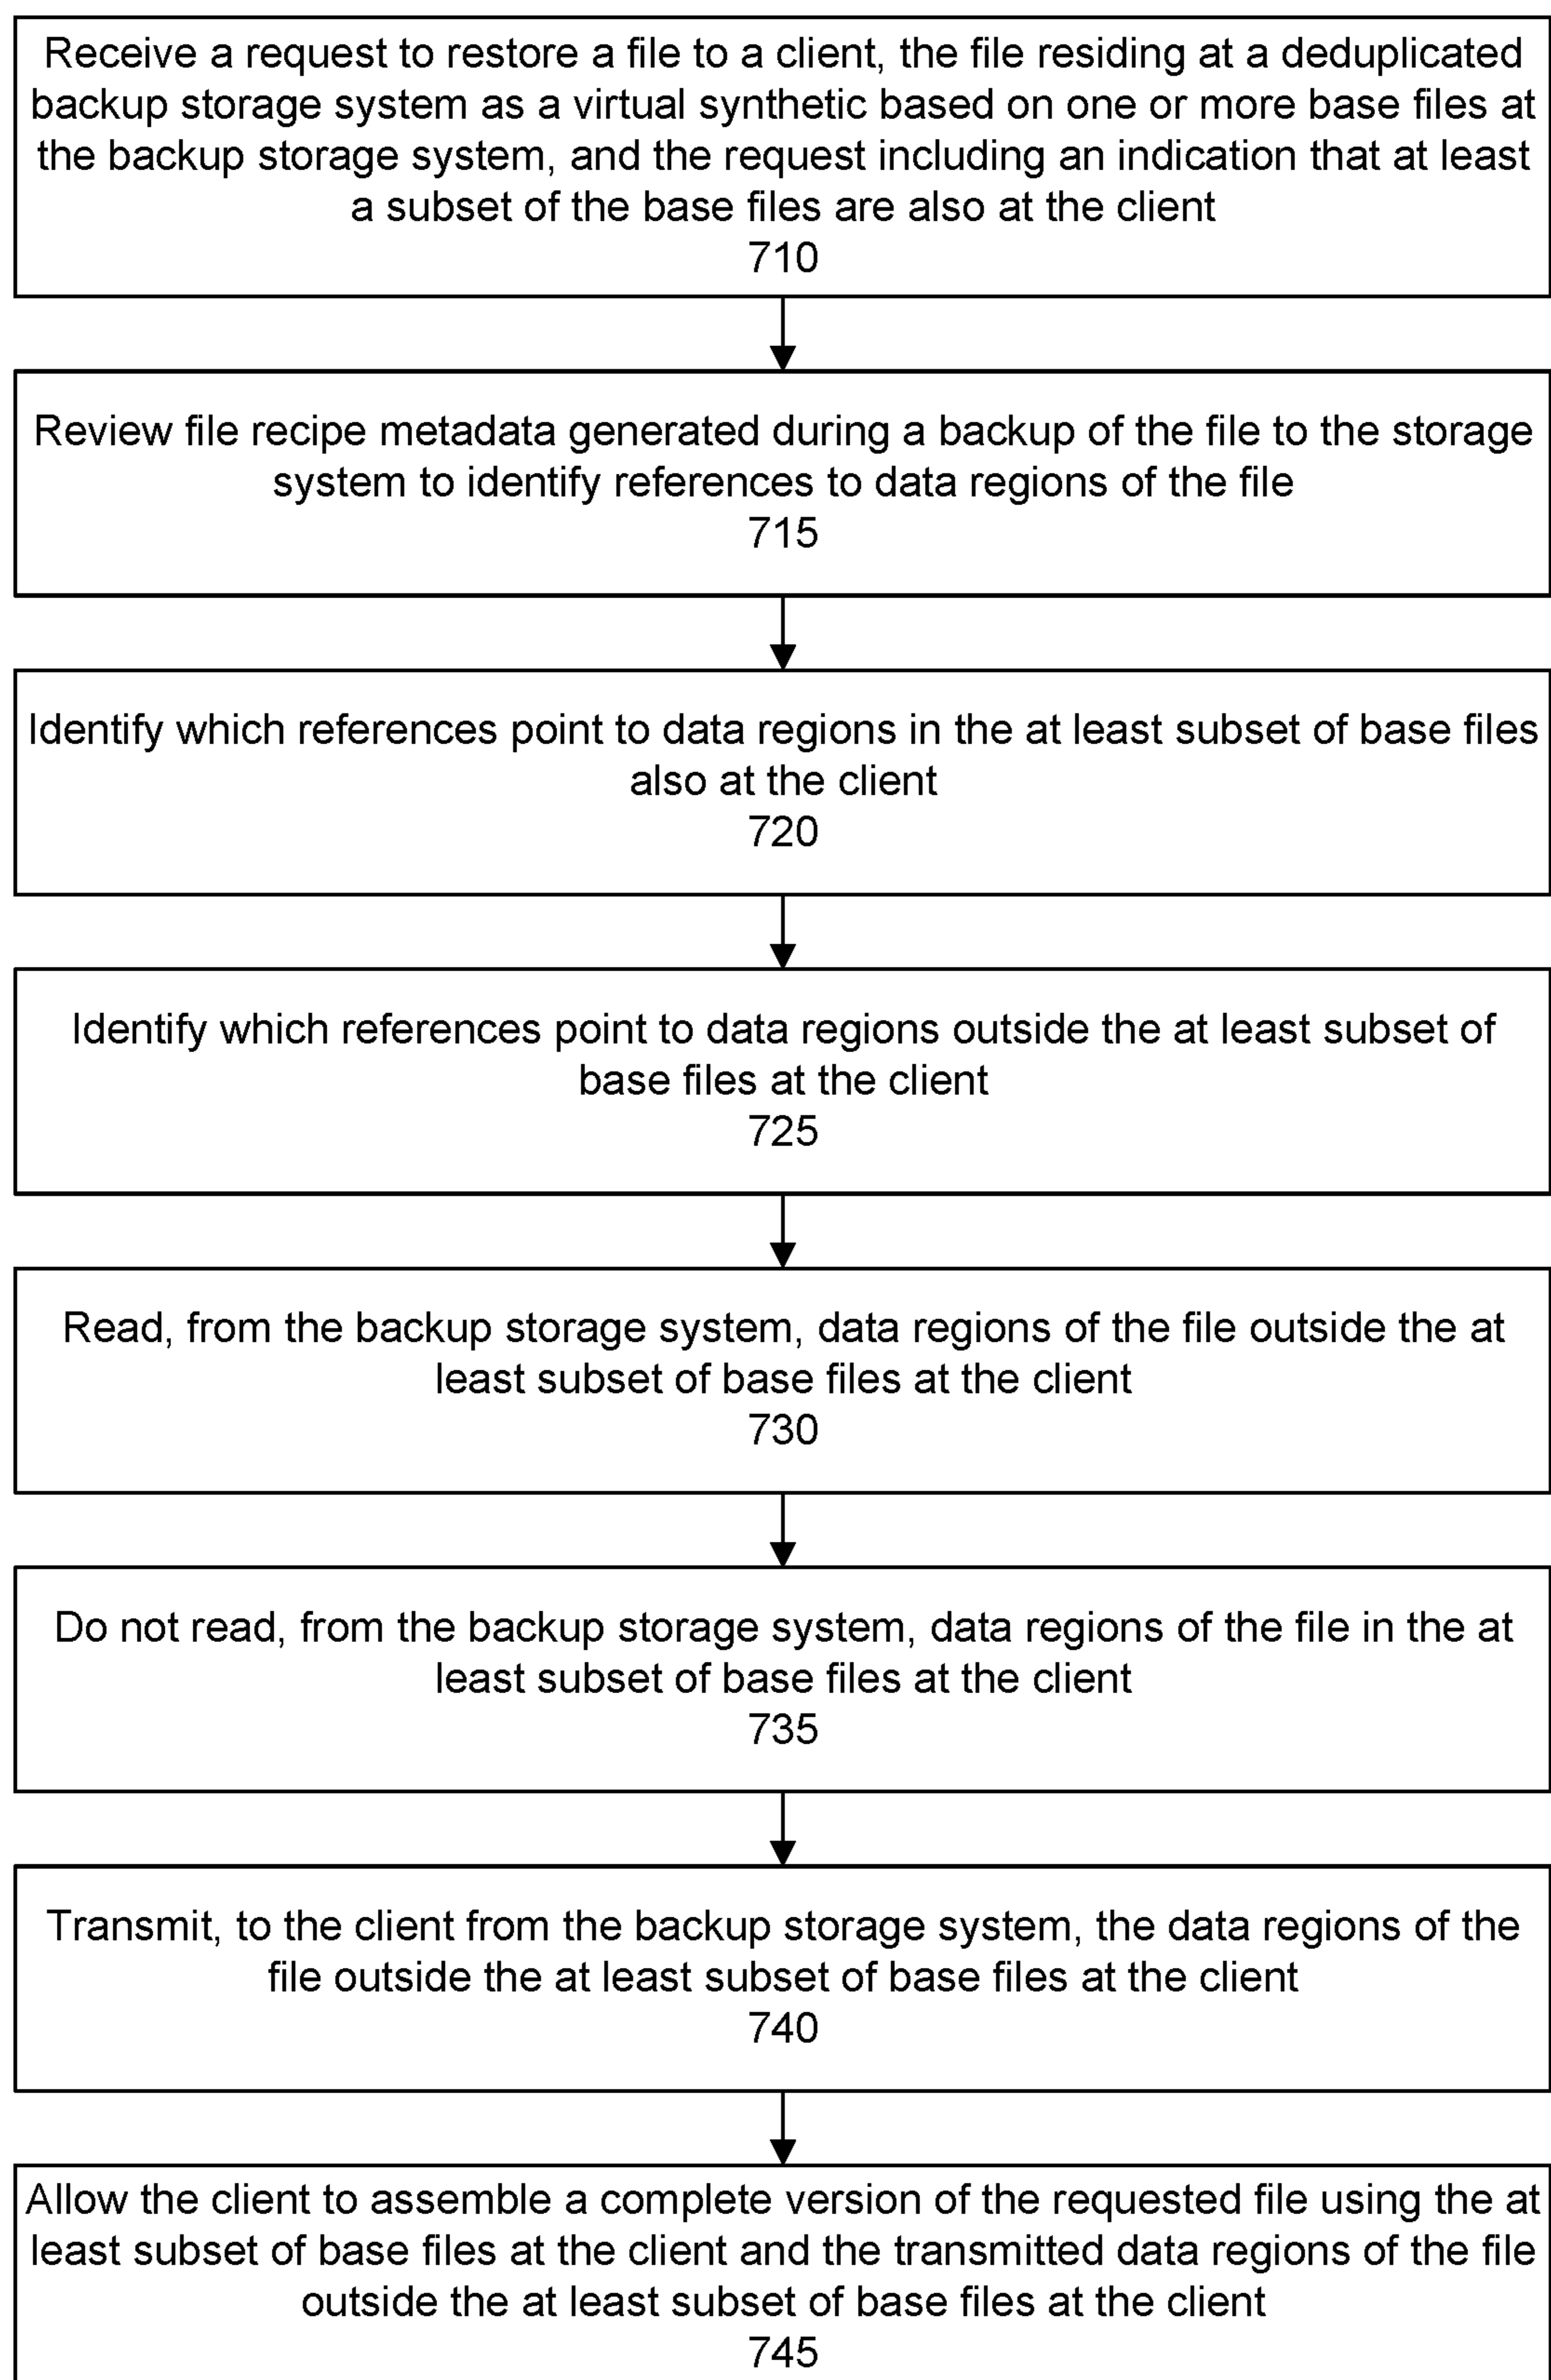 Receive a request to restore a file to a client, the file residing at a deduplicated
backup storage system as a virtual synthetic based on one or more base files at
the backup storage system, and the request including an indication that at least
a subset of the base files are also at the client
710
Review file recipe metadata generated during a backup of the file to the storage
system to identify references to data regions of the file
715
Identify which references point to data regions in the at least subset of base files
also at the client
720
Identify which references point to data regions outside the at least subset of
base files at the client
725
Read, from the backup storage system, data regions of the file outside the at
least subset of base files at the client
730
Do not read, from the backup storage system, data regions of the file in the at
least subset of base files at the client
735
Transmit, to the client from the backup storage system, the data regions of the
file outside the at least subset of base files at the client
740
Allow the client to assemble a complete version of the requested file using the at
least subset of base files at the client and the transmitted data regions of the file
outside the at least subset of base files at the client
745